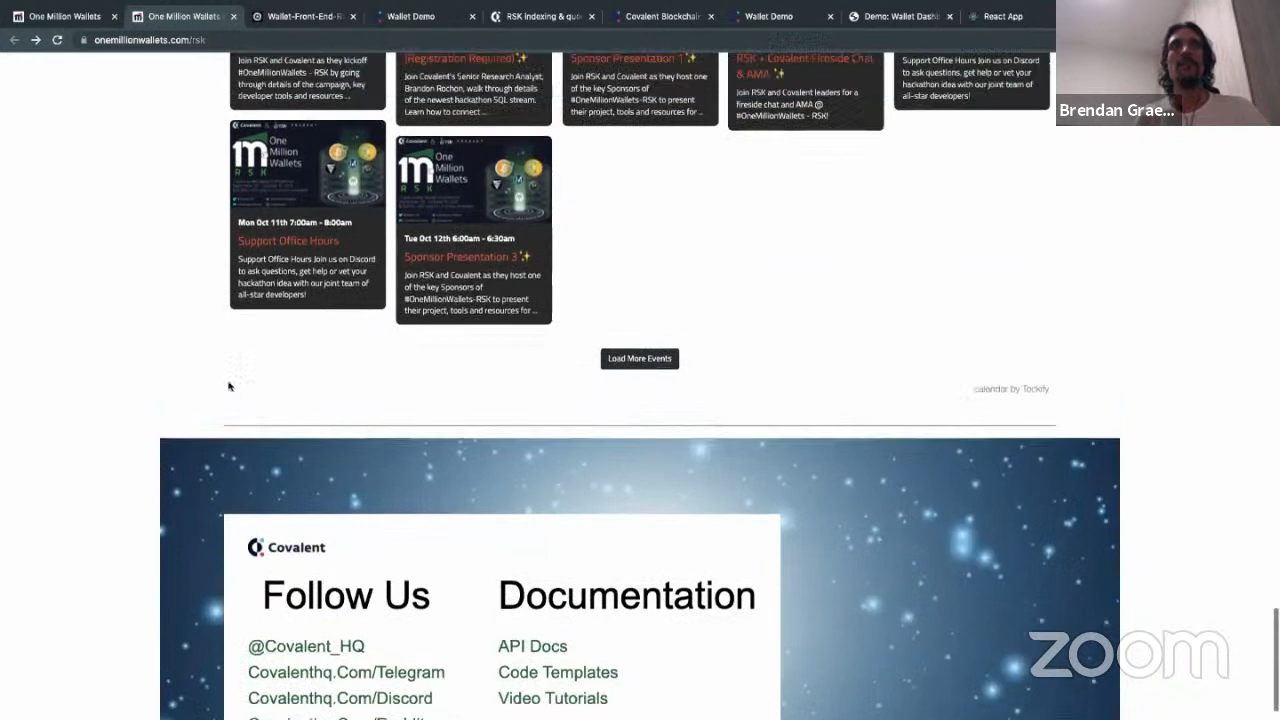 One Million Wallets
One Million Wallets
Wallet-Front-End-R
Wallet Demo
RSK Indexing & que
Covalent Blockchai
Wallet Demo
Demo: Wallet Dash
React App
onemillionwallets.com/rsk
Brendan Grae...
Join RSK and Covalent as they kickoff
#OneMillionWallets - RSK by going
through details of the campaign, key
developer tools and resources ...
[Registration Required]✨
Join Covalent's Senior Research Analyst,
Brandon Rochon, walk through details
of the newest hackathon SQL stream.
Learn how to connect ...
Sponsor Presentation 1✨
Join RSK and Covalent as they host one
of the key Sponsors of
#OneMillionWallets-RSK to present
their project, tools and resources for ...
RSK + Covalent Fireside Chat
& AMA ✨
Join RSK and Covalent leaders for a
fireside chat and AMA @
#OneMillionWallets - RSK!
Support Office Hours Join us on Discord
to ask questions, get help or vet your
hackathon idea with our joint team of
all-star developers!
Covalent
One
Million
Wallets
RSK
Mon Oct 11th 7:00am - 8:00am
Support Office Hours
Support Office Hours Join us on Discord
to ask questions, get help or vet your
hackathon idea with our joint team of
all-star developers!
One
Million
Wallets
RSK
Tue Oct 12th 6:00am - 6:30am
Sponsor Presentation 3✨
Join RSK and Covalent as they host one
of the key Sponsors of
#OneMillionWallets-RSK to present
their project, tools and resources for ...
Load More Events
calendar by Tockify
Covalent
Follow Us
@Covalent_HQ
Covalenthq.Com/Telegram
Covalenthq.Com/Discord
Documentation
API Docs
Code Templates
Video Tutorials
zoom